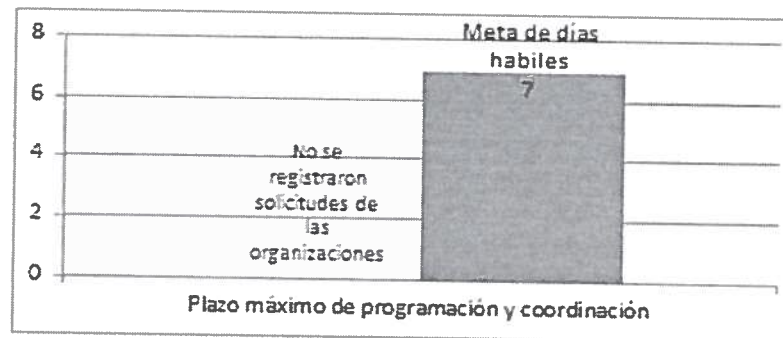 8
6
4
2
0
Meta de días
habiles
7
No se
registraron
solicitudes de
las
organizaciones
Plazo máximo de programación y coordinación